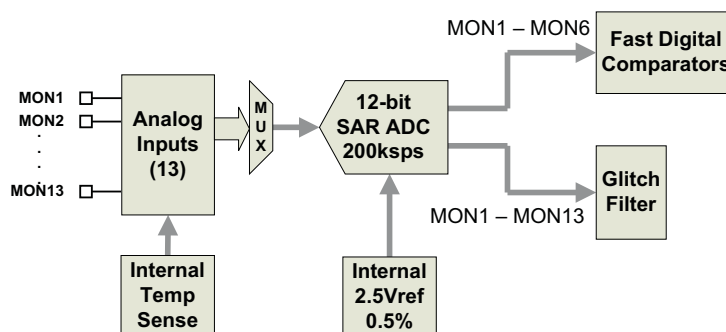 MON1 – MON6
Fast Digital
Comparators
MON1
MON2
.
.
.
.
MON13
Analog
Inputs
(13)
M
U
X
12-bit
SAR ADC
200ksps
MON1 – MON13
Glitch
Filter
Internal
Temp
Sense
Internal
2.5Vref
0.5%